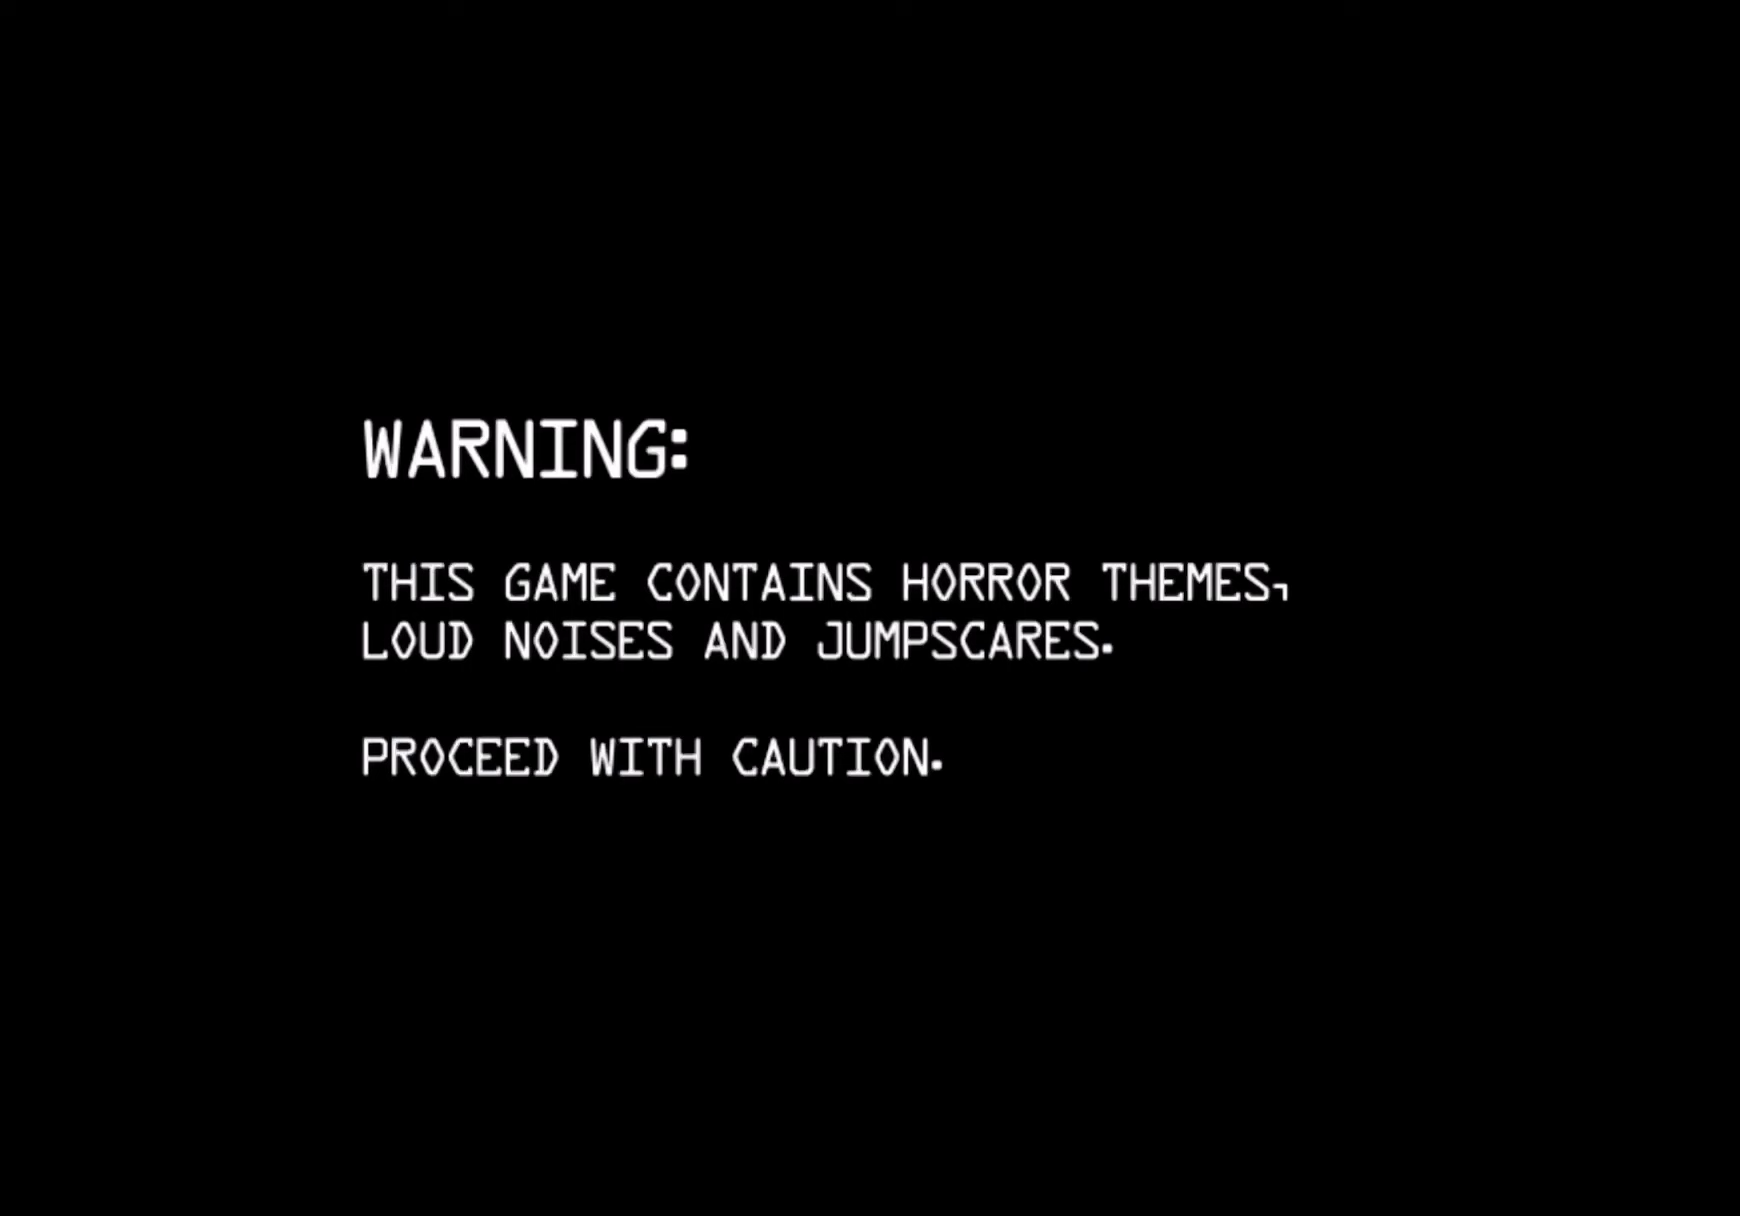 WARNING:
THIS GAME CONTAINS HORROR THEMES,
LOUD NOISES AND JUMPSCARES.
PROCEED WITH CAUTION.